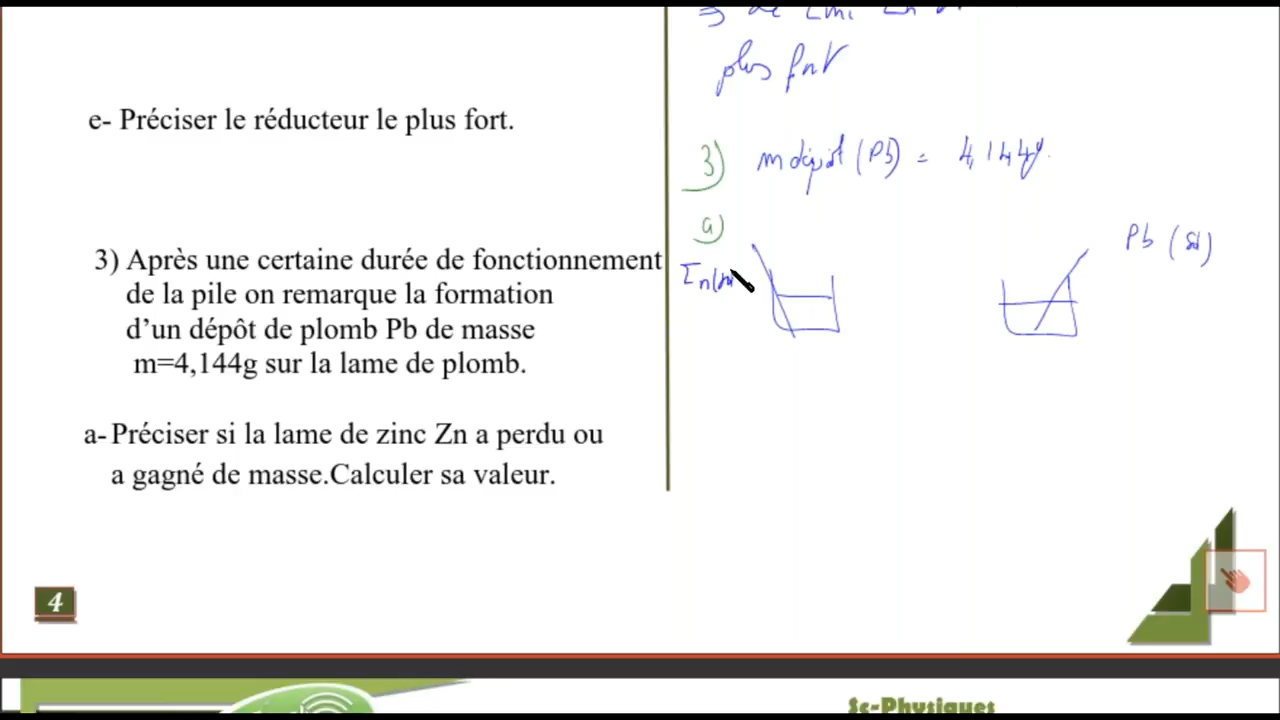 plus fort
e- Préciser le réducteur le plus fort.
3) m dépôt (Pb) = 4,144g.
a)
Pb (sd)
3) Après une certaine durée de fonctionnement
de la pile on remarque la formation
d’un dépôt de plomb Pb de masse
m=4,144g sur la lame de plomb.
a- Préciser si la lame de zinc Zn a perdu ou
a gagné de masse.Calculer sa valeur.
4
Sc-Physiques